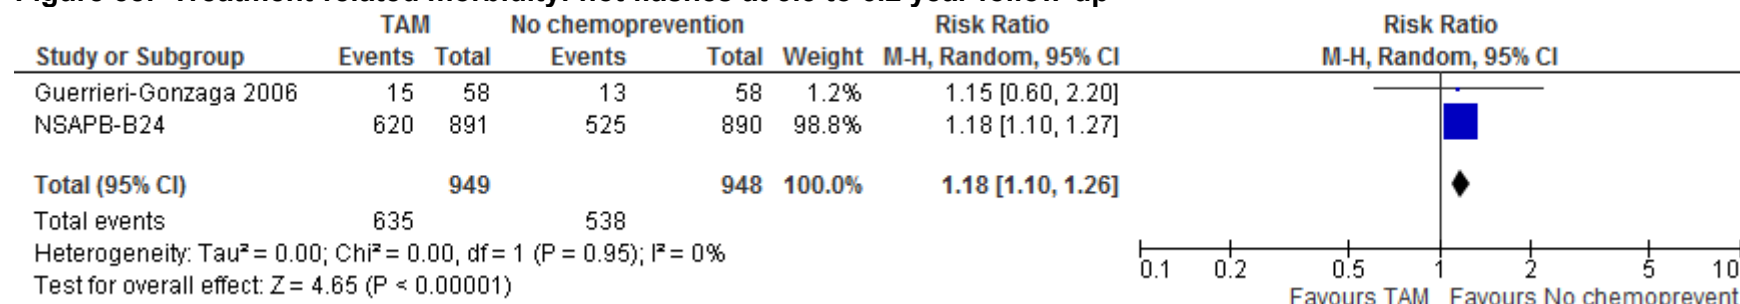 TAM No chemoprevention Risk Ratio Risk Ratio
Study or Subgroup Events Total Events Total Weight M-H, Random, 95% CI M-H, Random, 95% CI
Guerrieri-Gonzaga 2006 15 58 13 58 1.2% 1.15 [0.60, 2.20]
NSAPB-B24 620 891 525 890 98.8% 1.18 [1.10, 1.27]
Total (95% CI) 949 948 100.0% 1.18 [1.10, 1.26]
Total events 635 538
Heterogeneity: Tau² = 0.00; Chi² = 0.00, df = 1 (P = 0.95); I² = 0%
Test for overall effect: Z = 4.65 (P < 0.00001)
0.1 0.2 0.5 1 2 5 10
Favours TAM Favours No chemoprevent